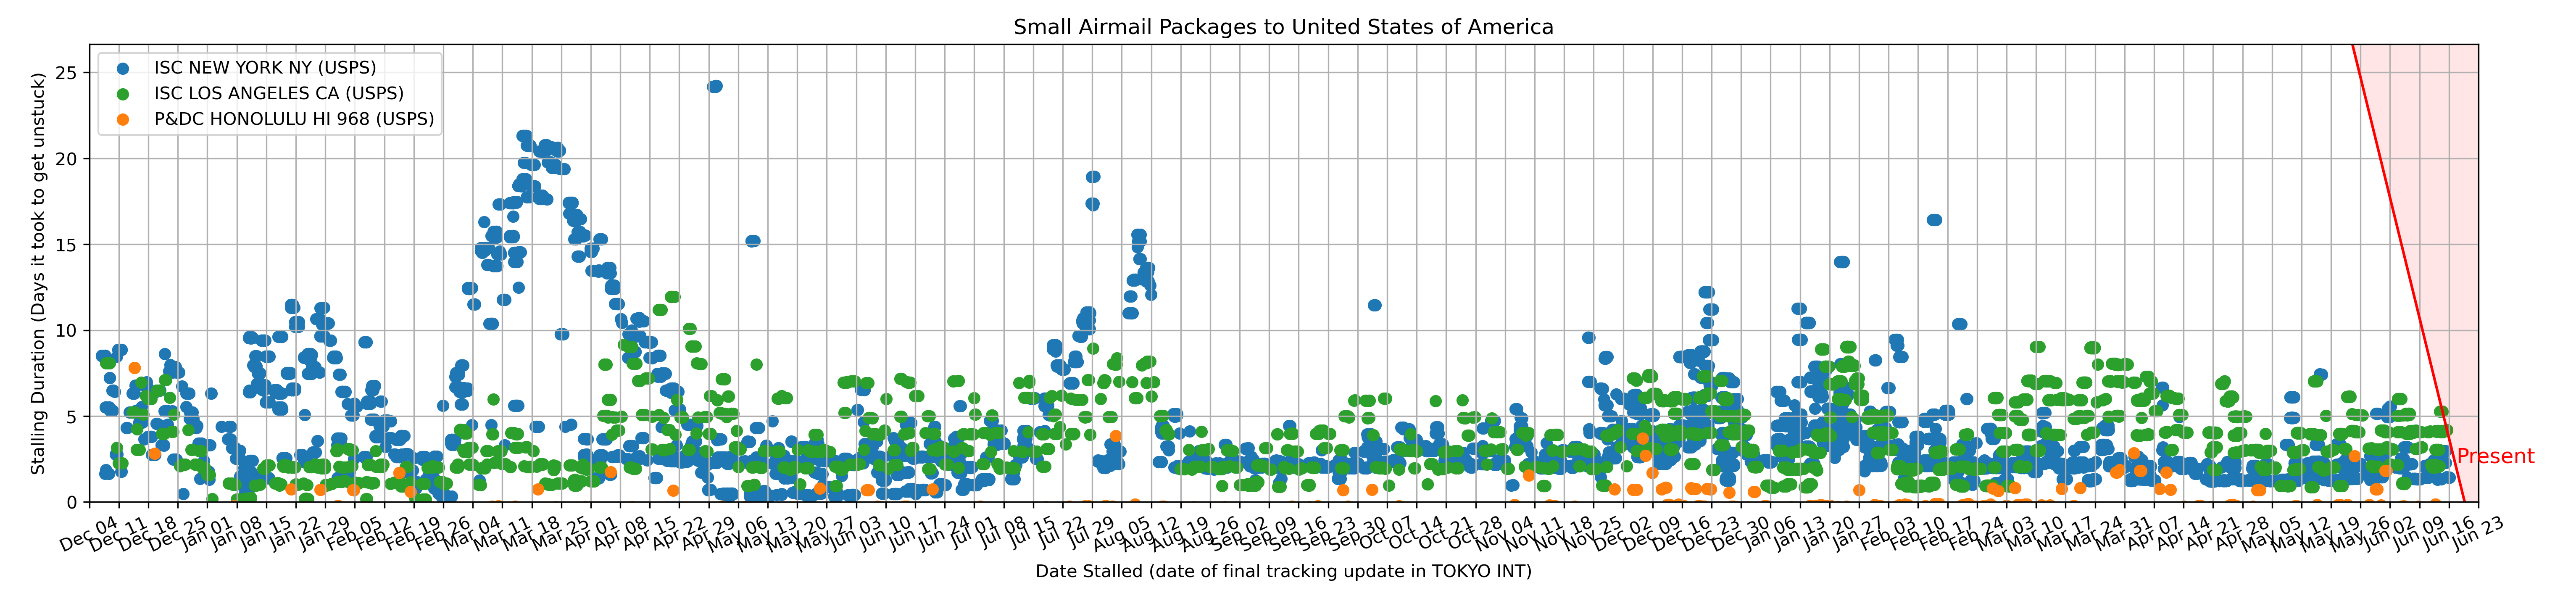 Small Airmail Packages to United States of America
ISC NEW YORK NY (USPS)
ISC LOS ANGELES CA (USPS)
P&DC HONOLULU HI 968 (USPS)
Stalling Duration (Days it took to get unstuck)
25
20
15
10
5
0
Present
Dec 04
Dec 11
Dec 18
Dec 25
Jan 01
Jan 08
Jan 15
Jan 22
Jan 29
Feb 05
Feb 12
Feb 19
Feb 26
Mar 04
Mar 11
Mar 18
Mar 25
Apr 01
Apr 08
Apr 15
Apr 22
Apr 29
May 06
May 13
May 20
May 27
Jun 03
Jun 10
Jun 17
Jun 24
Jul 01
Jul 08
Jul 15
Jul 22
Jul 29
Aug 05
Aug 12
Aug 19
Aug 26
Sep 02
Sep 09
Sep 16
Sep 23
Sep 30
Oct 07
Oct 14
Oct 21
Oct 28
Nov 04
Nov 11
Nov 18
Nov 25
Dec 02
Dec 09
Dec 16
Dec 23
Dec 30
Jan 06
Jan 13
Jan 20
Jan 27
Feb 03
Feb 10
Feb 17
Feb 24
Mar 03
Mar 10
Mar 17
Mar 24
Mar 31
Apr 07
Apr 14
Apr 21
Apr 28
May 05
May 12
May 19
May 26
Jun 02
Jun 09
Jun 16
Jun 23
Date Stalled (date of final tracking update in TOKYO INT)